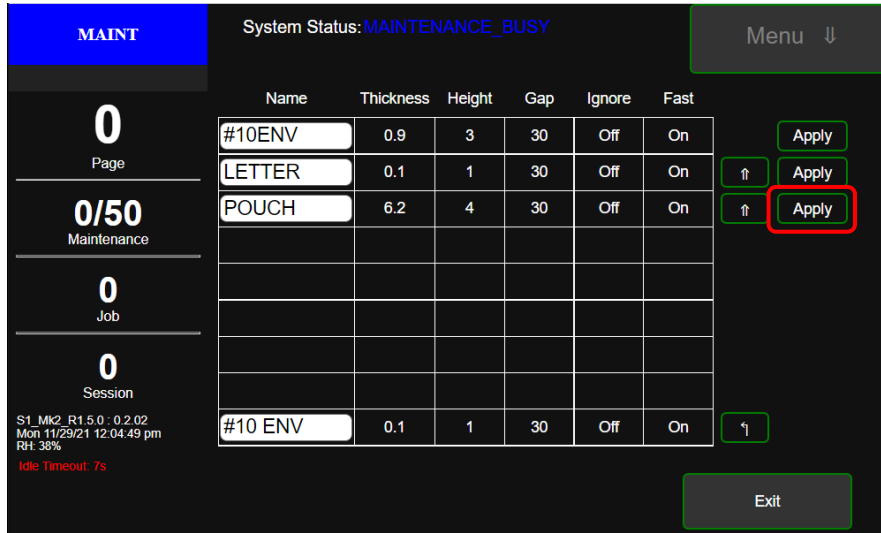 MAINT
System Status: MAINTENANCE_BUSY
Menu ⇓
0
Page
0/50
Maintenance
0
Job
0
Session
S1_Mk2_R1.5.0 : 0.2.02
Mon 11/29/21 12:04:49 pm
RH: 38%
Idle Timeout: 7s
Name Thickness Height Gap Ignore Fast
#10ENV 0.9 3 30 Off On Apply
LETTER 0.1 1 30 Off On ⇑ Apply
POUCH 6.2 4 30 Off On ⇑ Apply
#10 ENV 0.1 1 30 Off On ↰
Exit